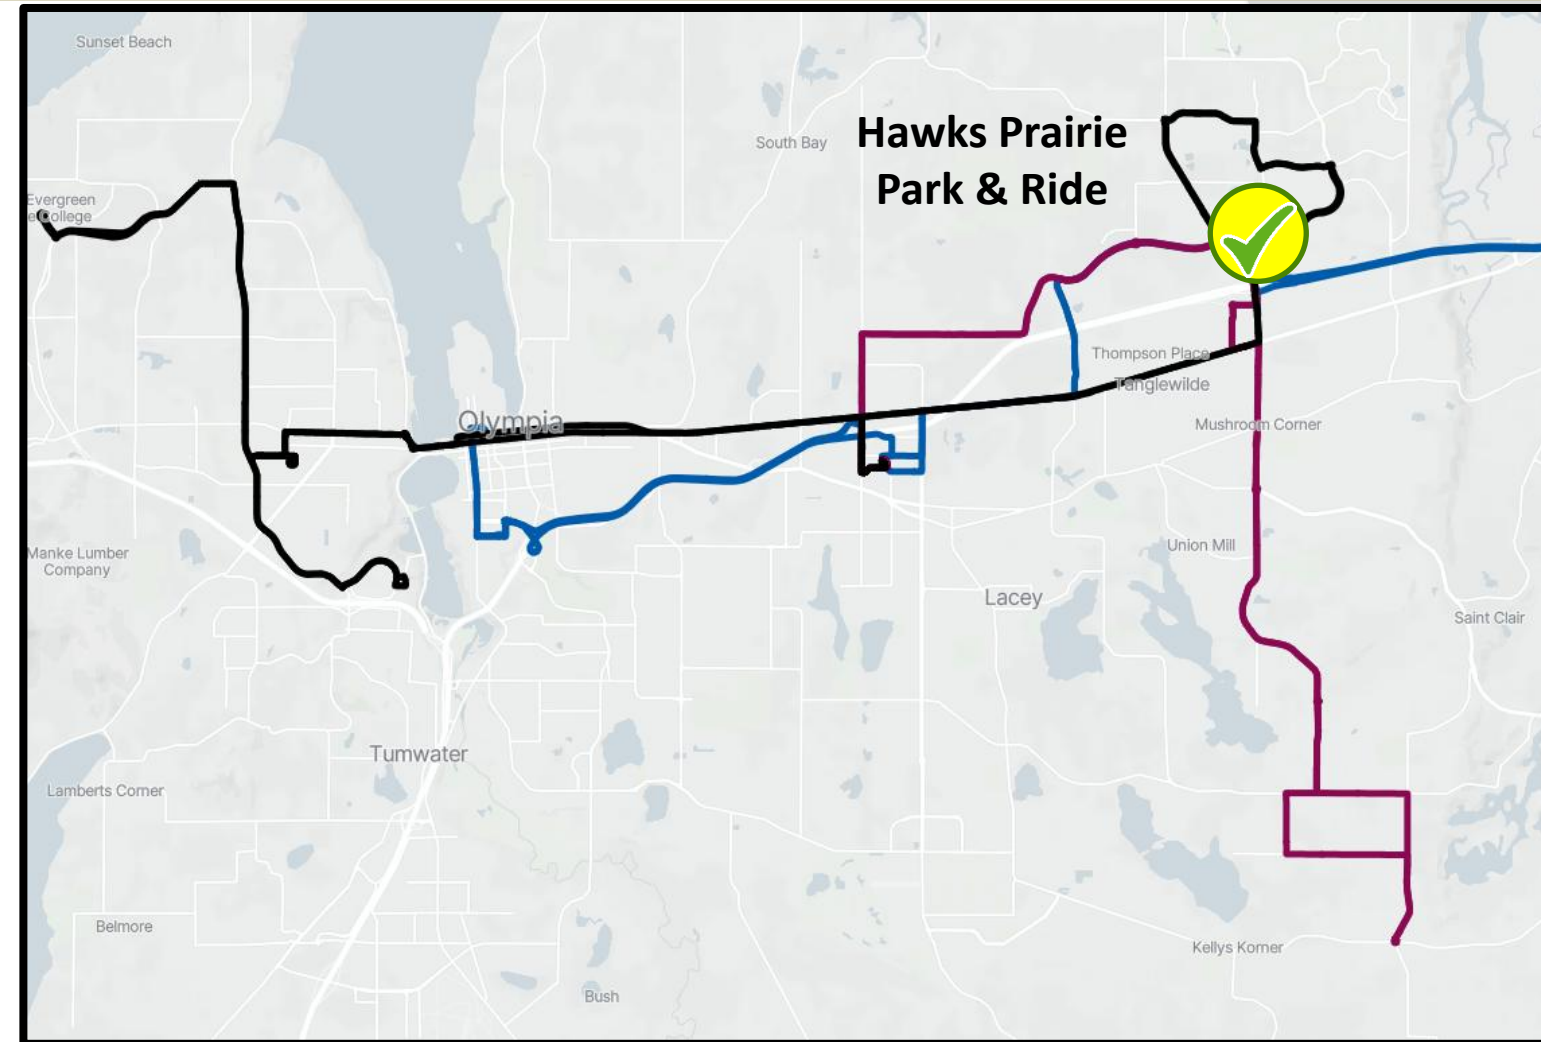 Sunset Beach
South Bay
Hawks Prairie
Park & Ride
Evergreen
College
Thompson Place
Tanglewilde
Olympia
Mushroom Corner
Manke Lumber
Company
Union Mill
Lacey
Saint Clair
Tumwater
Lamberts Corner
Belmore
Kellys Korner
Bush